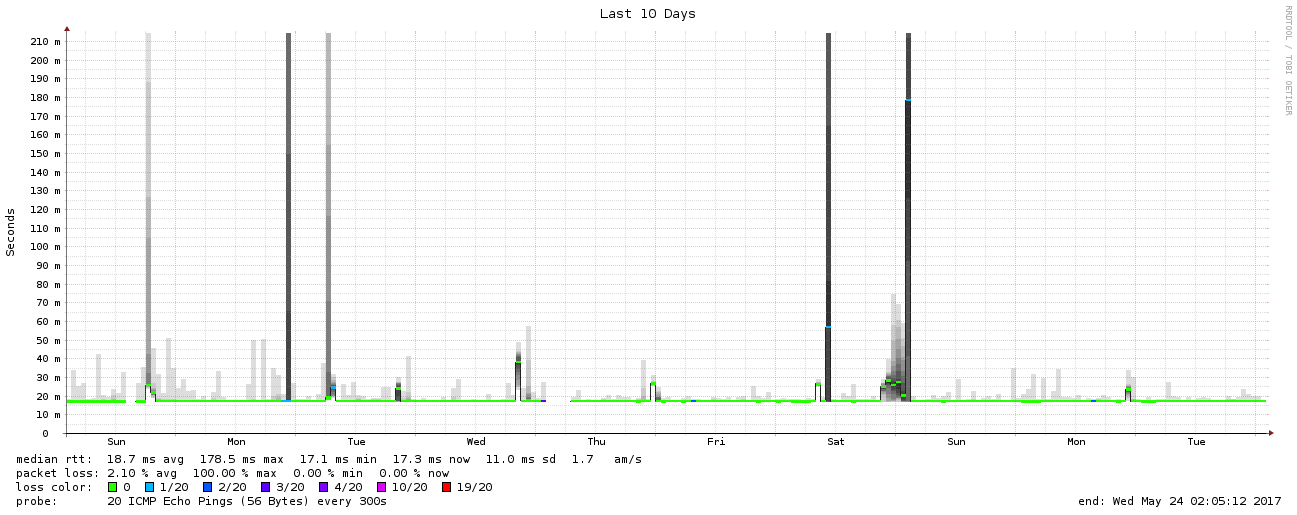 Last 10 Days
RRDTOOL / TOBI OETIKER
Seconds
210 m
200 m
190 m
180 m
170 m
160 m
150 m
140 m
130 m
120 m
110 m
100 m
90 m
80 m
70 m
60 m
50 m
40 m
30 m
20 m
10 m
0
Sun Mon Tue Wed Thu Fri Sat Sun Mon Tue
median rtt: 18.7 ms avg 178.5 ms max 17.1 ms min 17.3 ms now 11.0 ms sd 1.7 am/s
packet loss: 2.10 % avg 100.00 % max 0.00 % min 0.00 % now
loss color: 0 1/20 2/20 3/20 4/20 10/20 19/20
probe: 20 ICMP Echo Pings (56 Bytes) every 300s end: Wed May 24 02:05:12 2017